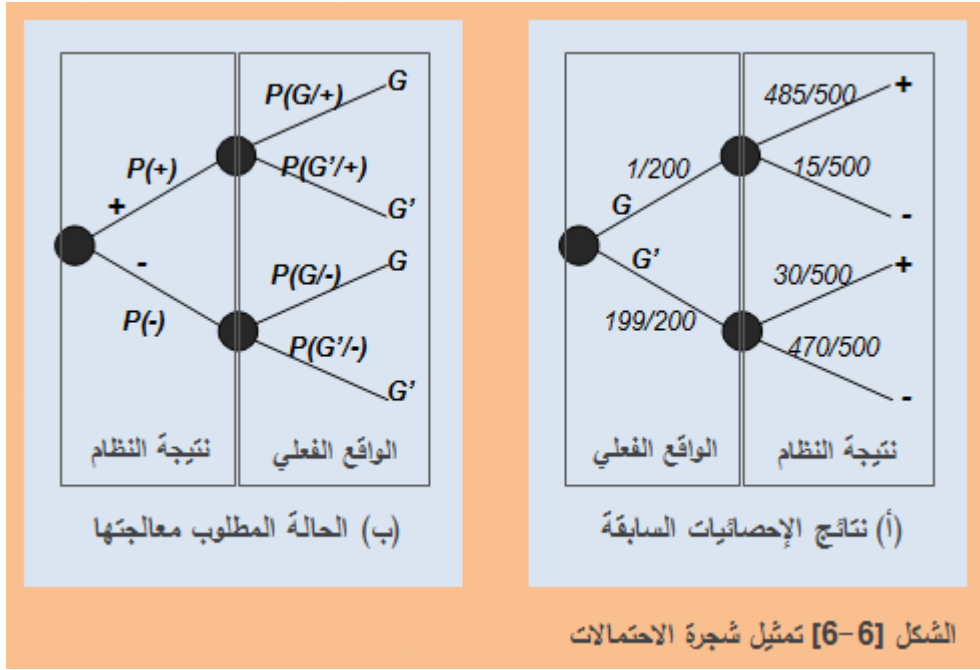 485/500
+
1/200
15/500
G
-
G'
30/500
+
199/200
470/500
-
الواقع الفعلي
نتيجة النظام
(أ) نتائج الإحصائيات السابقة
P(G/+)
G
P(+)
P(G'/+)
+
G'
-
P(G/-)
G
P(-)
P(G'/-)
G'
نتيجة النظام
الواقع الفعلي
(ب) الحالة المطلوب معالجتها
الشكل [6-6] تمثيل شجرة الاحتمالات